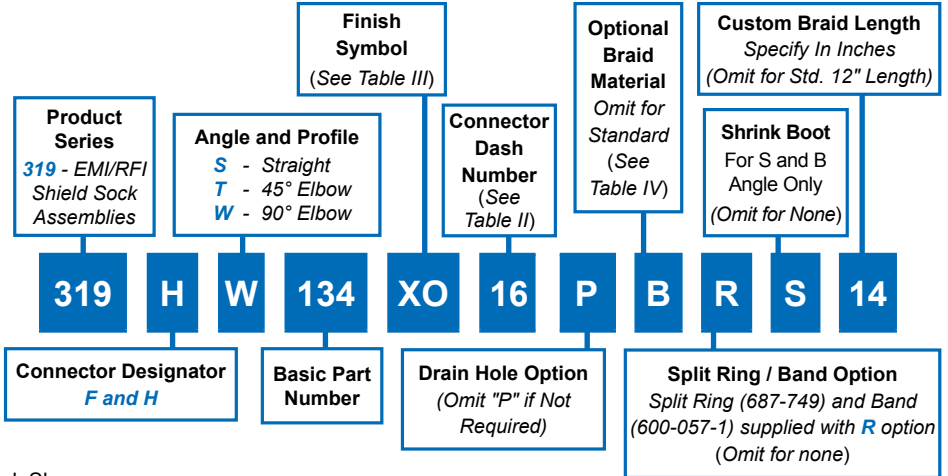 Product
Series
319 - EMI/RFI
Shield Sock
Assemblies
Angle and Profile
S - Straight
T - 45° Elbow
W - 90° Elbow
Finish
Symbol
(See Table III)
Connector
Dash
Number
(See
Table II)
Optional
Braid
Material
Omit for
Standard
(See
Table IV)
Shrink Boot
For S and B
Angle Only
(Omit for None)
Custom Braid Length
Specify In Inches
(Omit for Std. 12" Length)
319 H W 134 XO 16 P B R S 14
Connector Designator
F and H
Basic Part
Number
Drain Hole Option
(Omit "P" if Not
Required)
Split Ring / Band Option
Split Ring (687-749) and Band
(600-057-1) supplied with R option
(Omit for none)